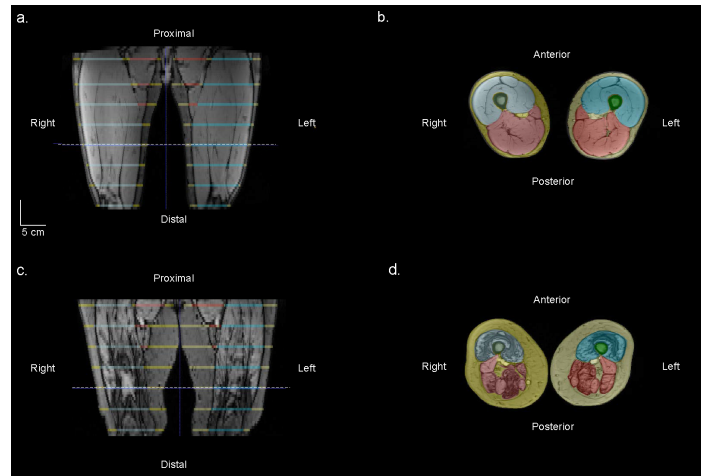 a.
Proximal
Right
Left
Distal
5 cm
b.
Anterior
Right
Left
Posterior
c.
Proximal
Right
Left
Distal
d.
Anterior
Right
Left
Posterior